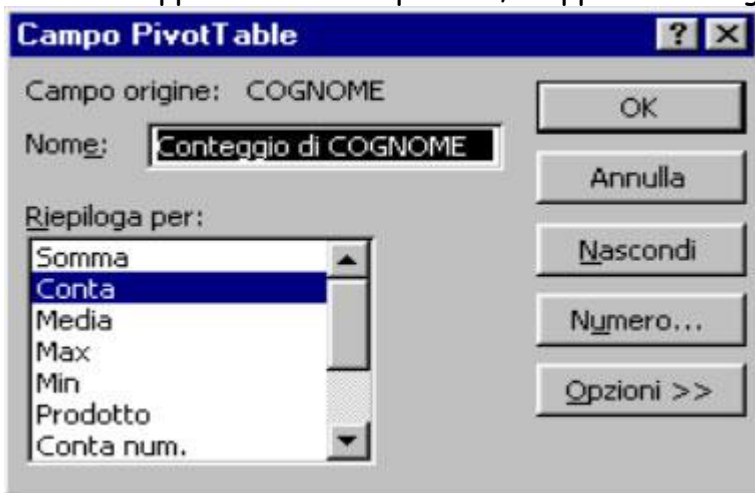 Campo PivotTable
Campo origine: COGNOME
Nome: Conteggio di COGNOME
Riepiloga per:
Somma
Conta
Media
Max
Min
Prodotto
Conta num.
OK
Annulla
Nascondi
Numero...
Opzioni >>